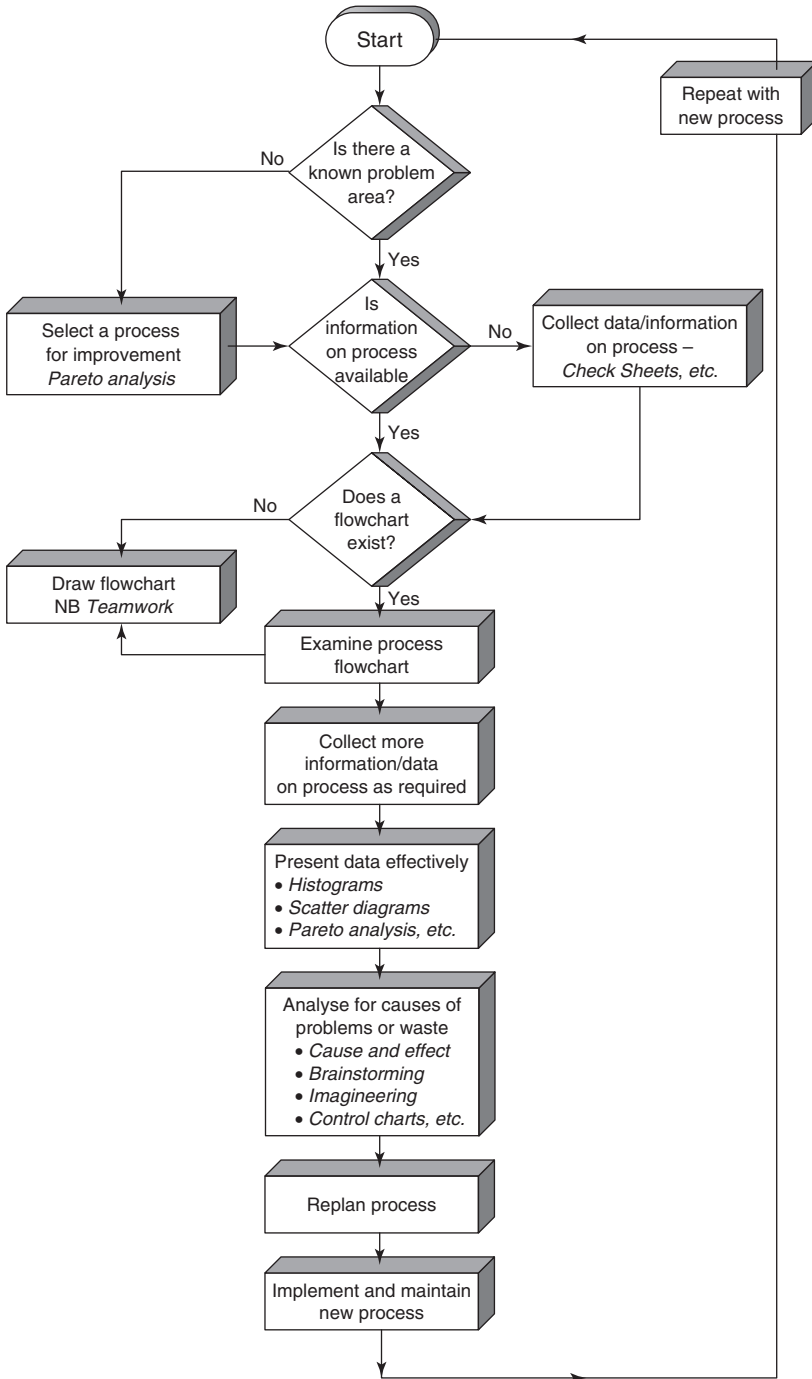 Start
Repeat with
new process
Is there a
known problem
area?
No
Yes
Select a process
for improvement
Pareto analysis
Is
information
on process
available
No
Collect data/information
on process –
Check Sheets, etc.
Yes
Does a
flowchart
exist?
No
Draw flowchart
NB Teamwork
Yes
Examine process
flowchart
Collect more
information/data
on process as required
Present data effectively
• Histograms
• Scatter diagrams
• Pareto analysis, etc.
Analyse for causes of
problems or waste
• Cause and effect
• Brainstorming
• Imagineering
• Control charts, etc.
Replan process
Implement and maintain
new process